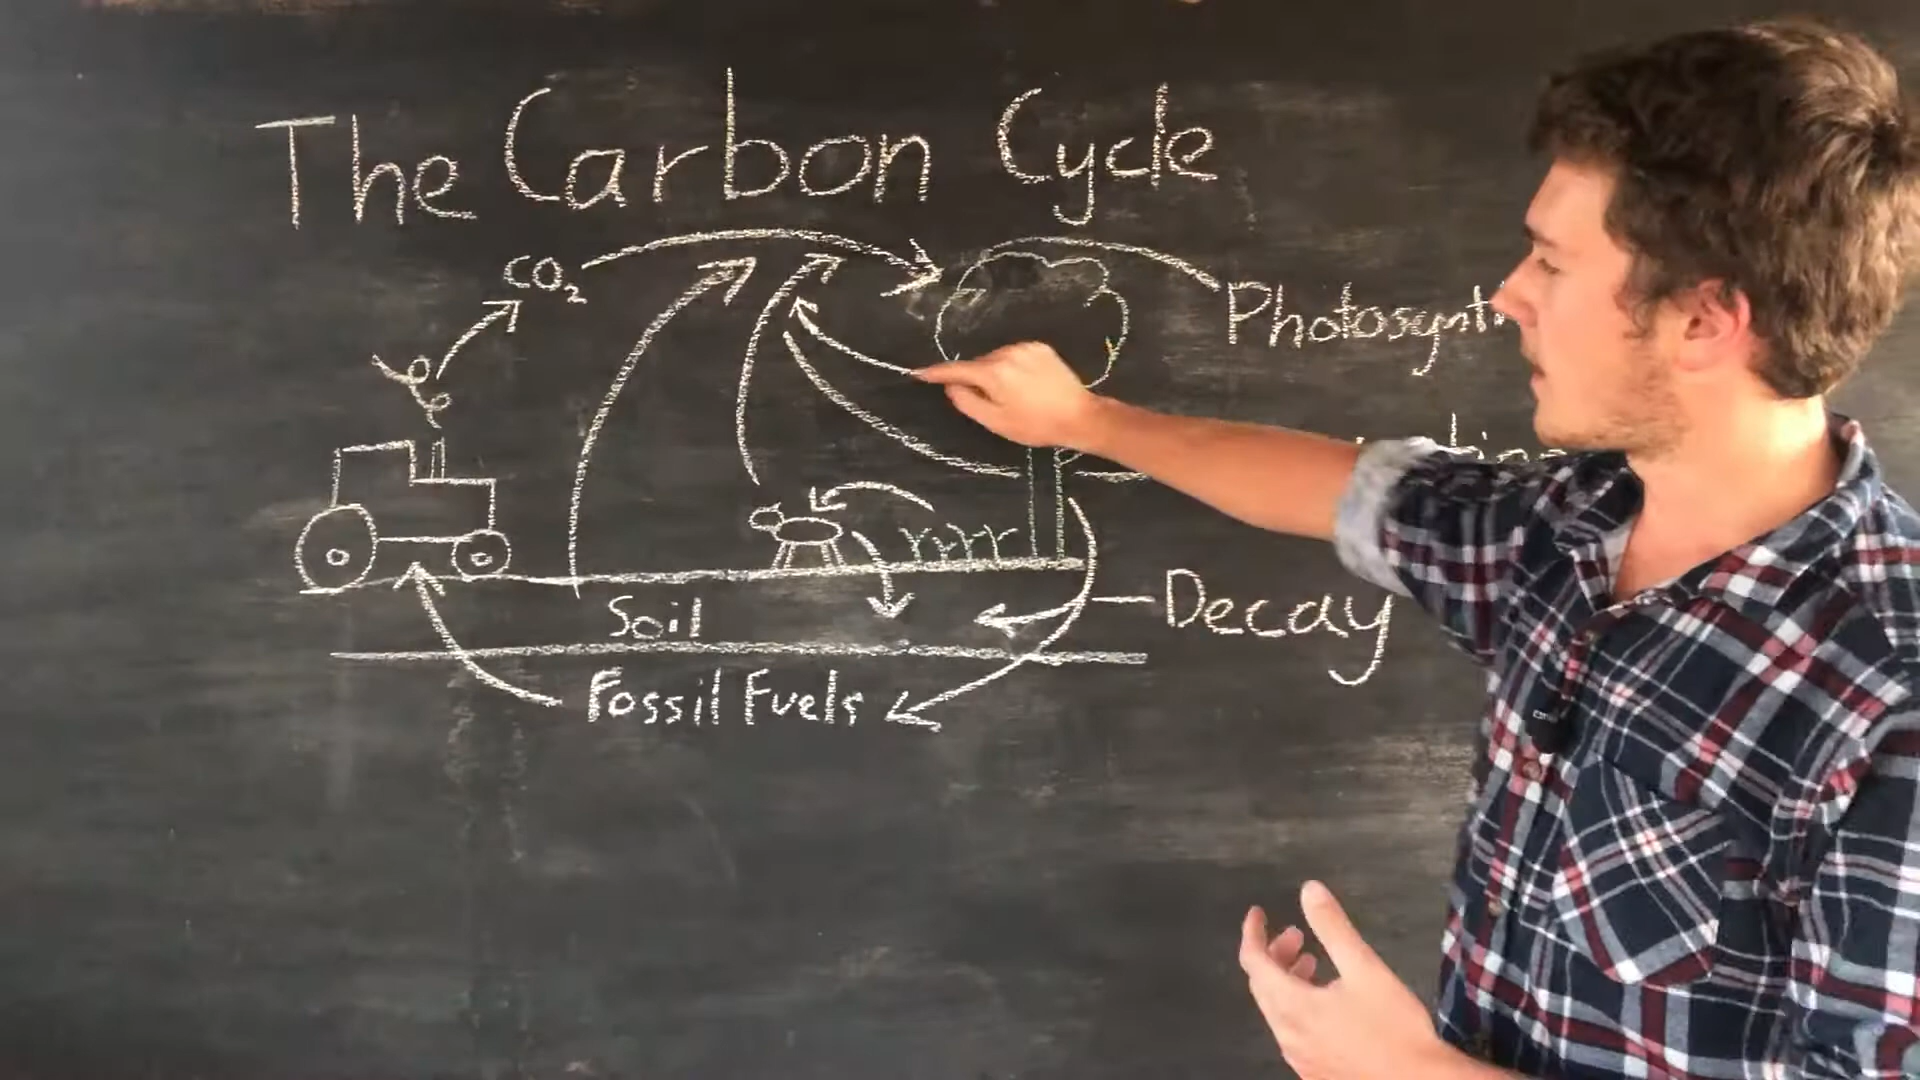 The Carbon Cycle
CO₂
Photosynt
Soil
Decay
Fossil Fuels